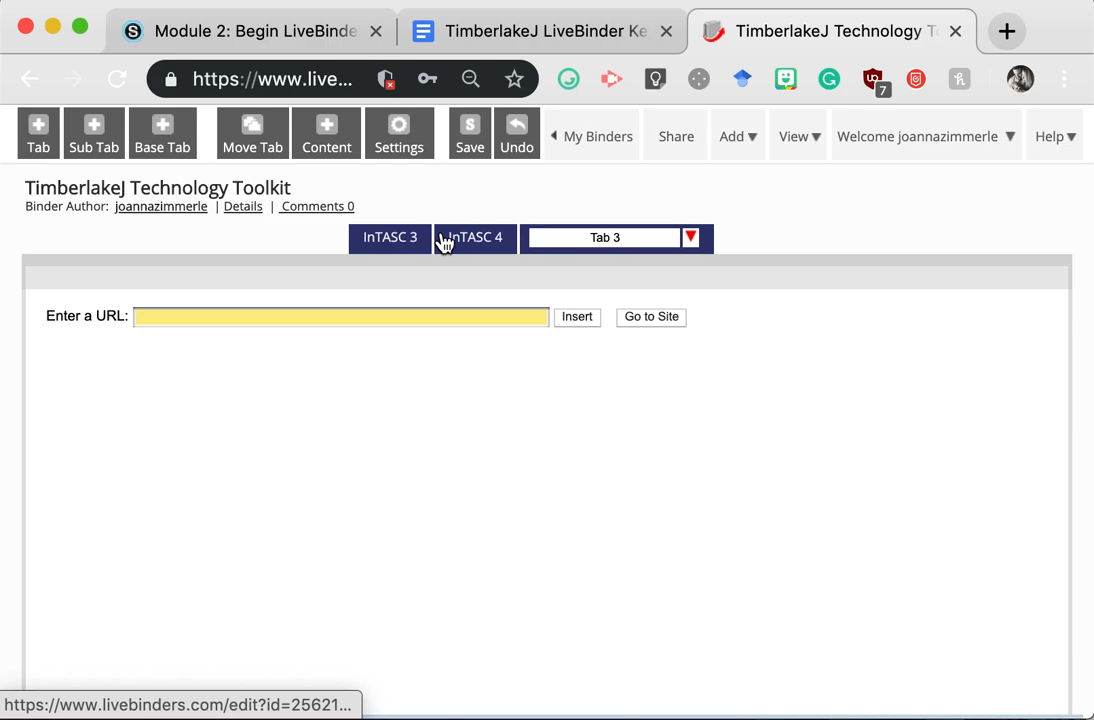 Module 2: Begin LiveBinde
TimberlakeJ LiveBinder Ke
TimberlakeJ Technology To
https://www.live...
7
Tab
Sub Tab
Base Tab
Move Tab
Content
Settings
S
Save
Undo
My Binders
Share
Add
View
Welcome joannazimmerle
Help
TimberlakeJ Technology Toolkit
Binder Author: joannazimmerle | Details | Comments 0
InTASC 3
InTASC 4
Tab 3
Enter a URL:
Insert
Go to Site
https://www.livebinders.com/edit?id=25621...